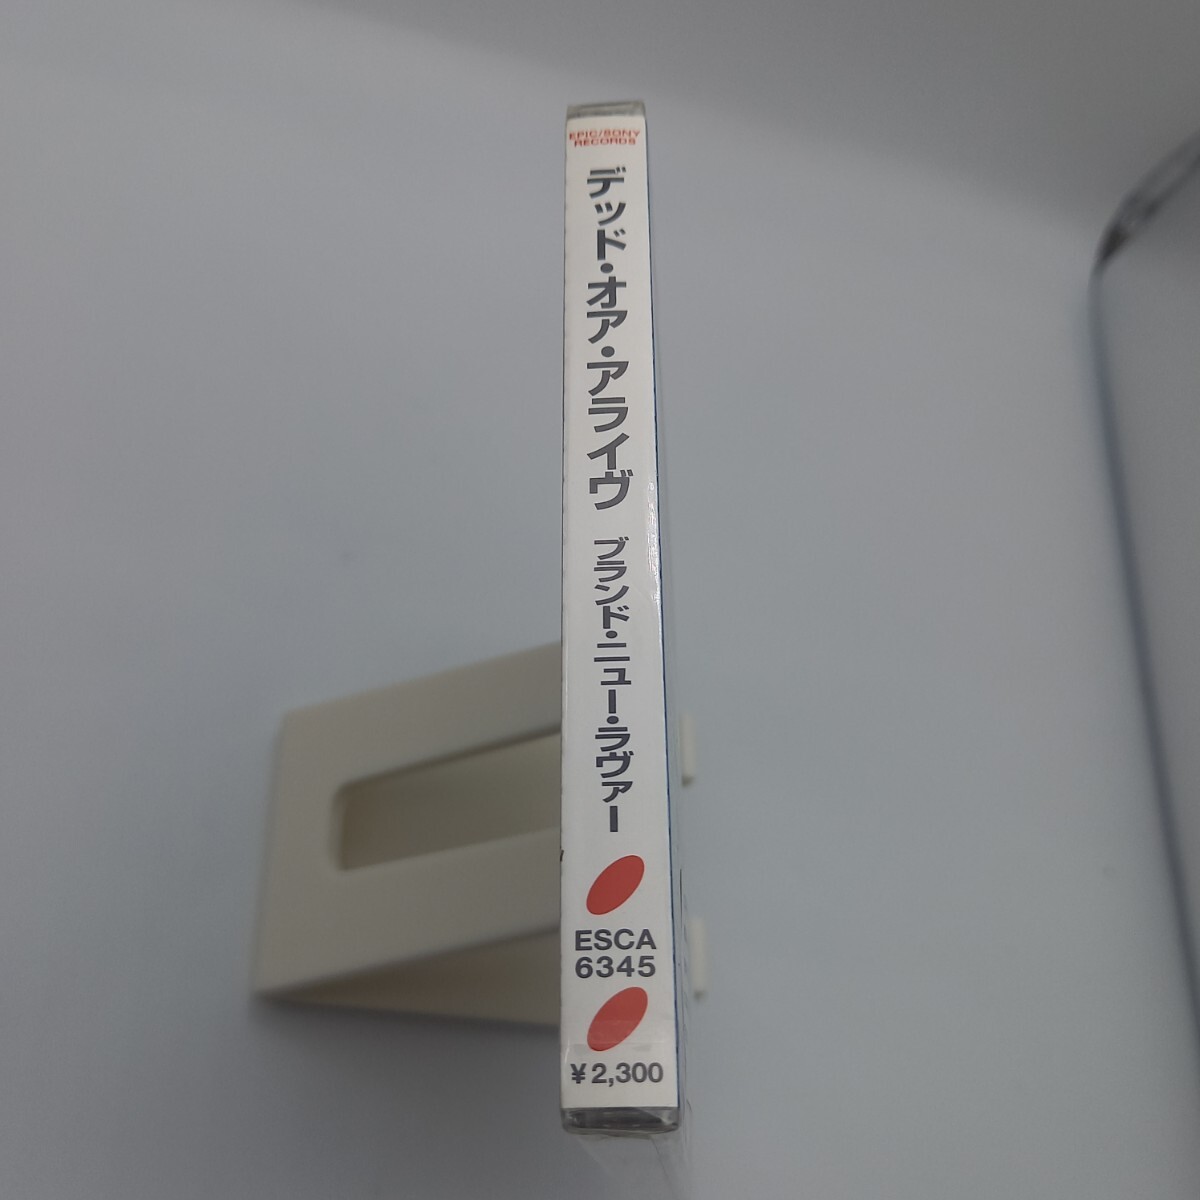 EPIC/SONY
RECORDS
デッド・オア・アライヴ
ブランド・ニュー・ラヴァー
ESCA
6345
¥2,300